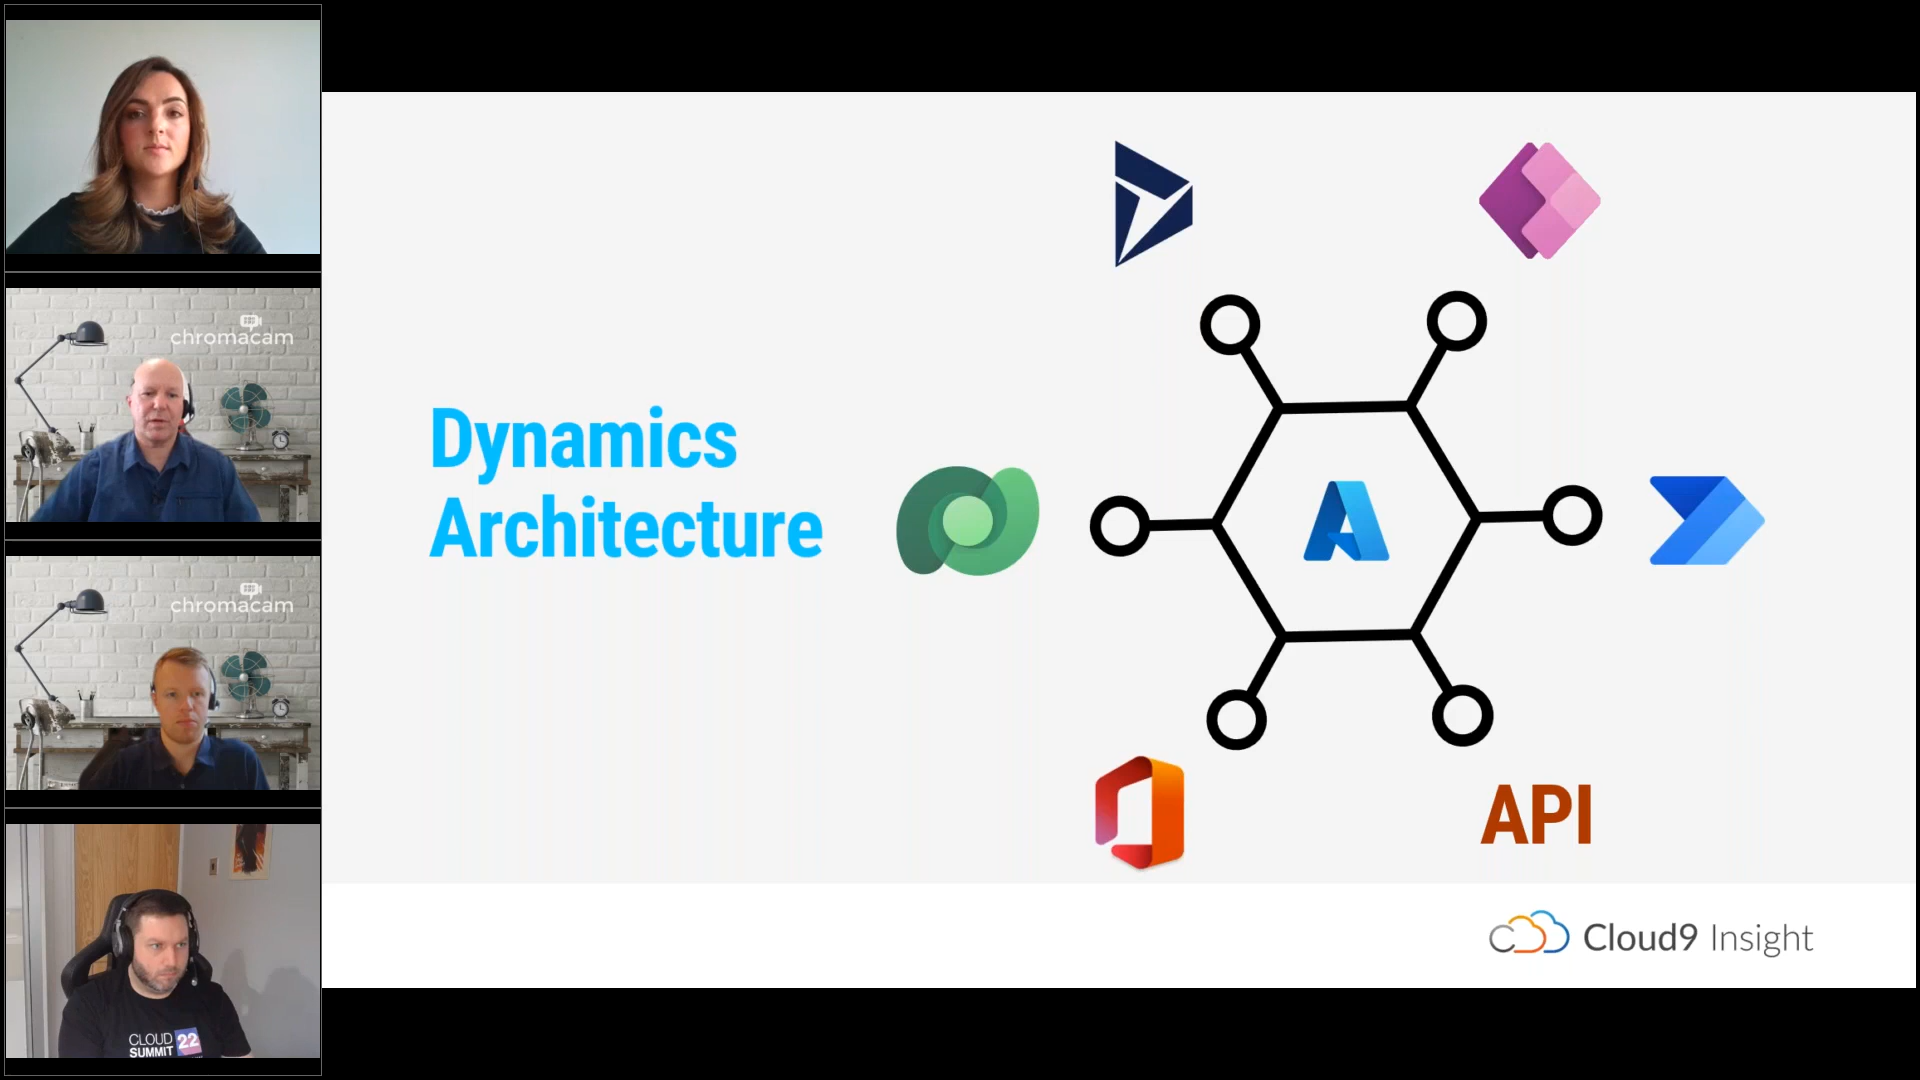 chromacam
chromacam
CLOUD 22
SUMMIT
Dynamics
Architecture
API
Cloud9 Insight